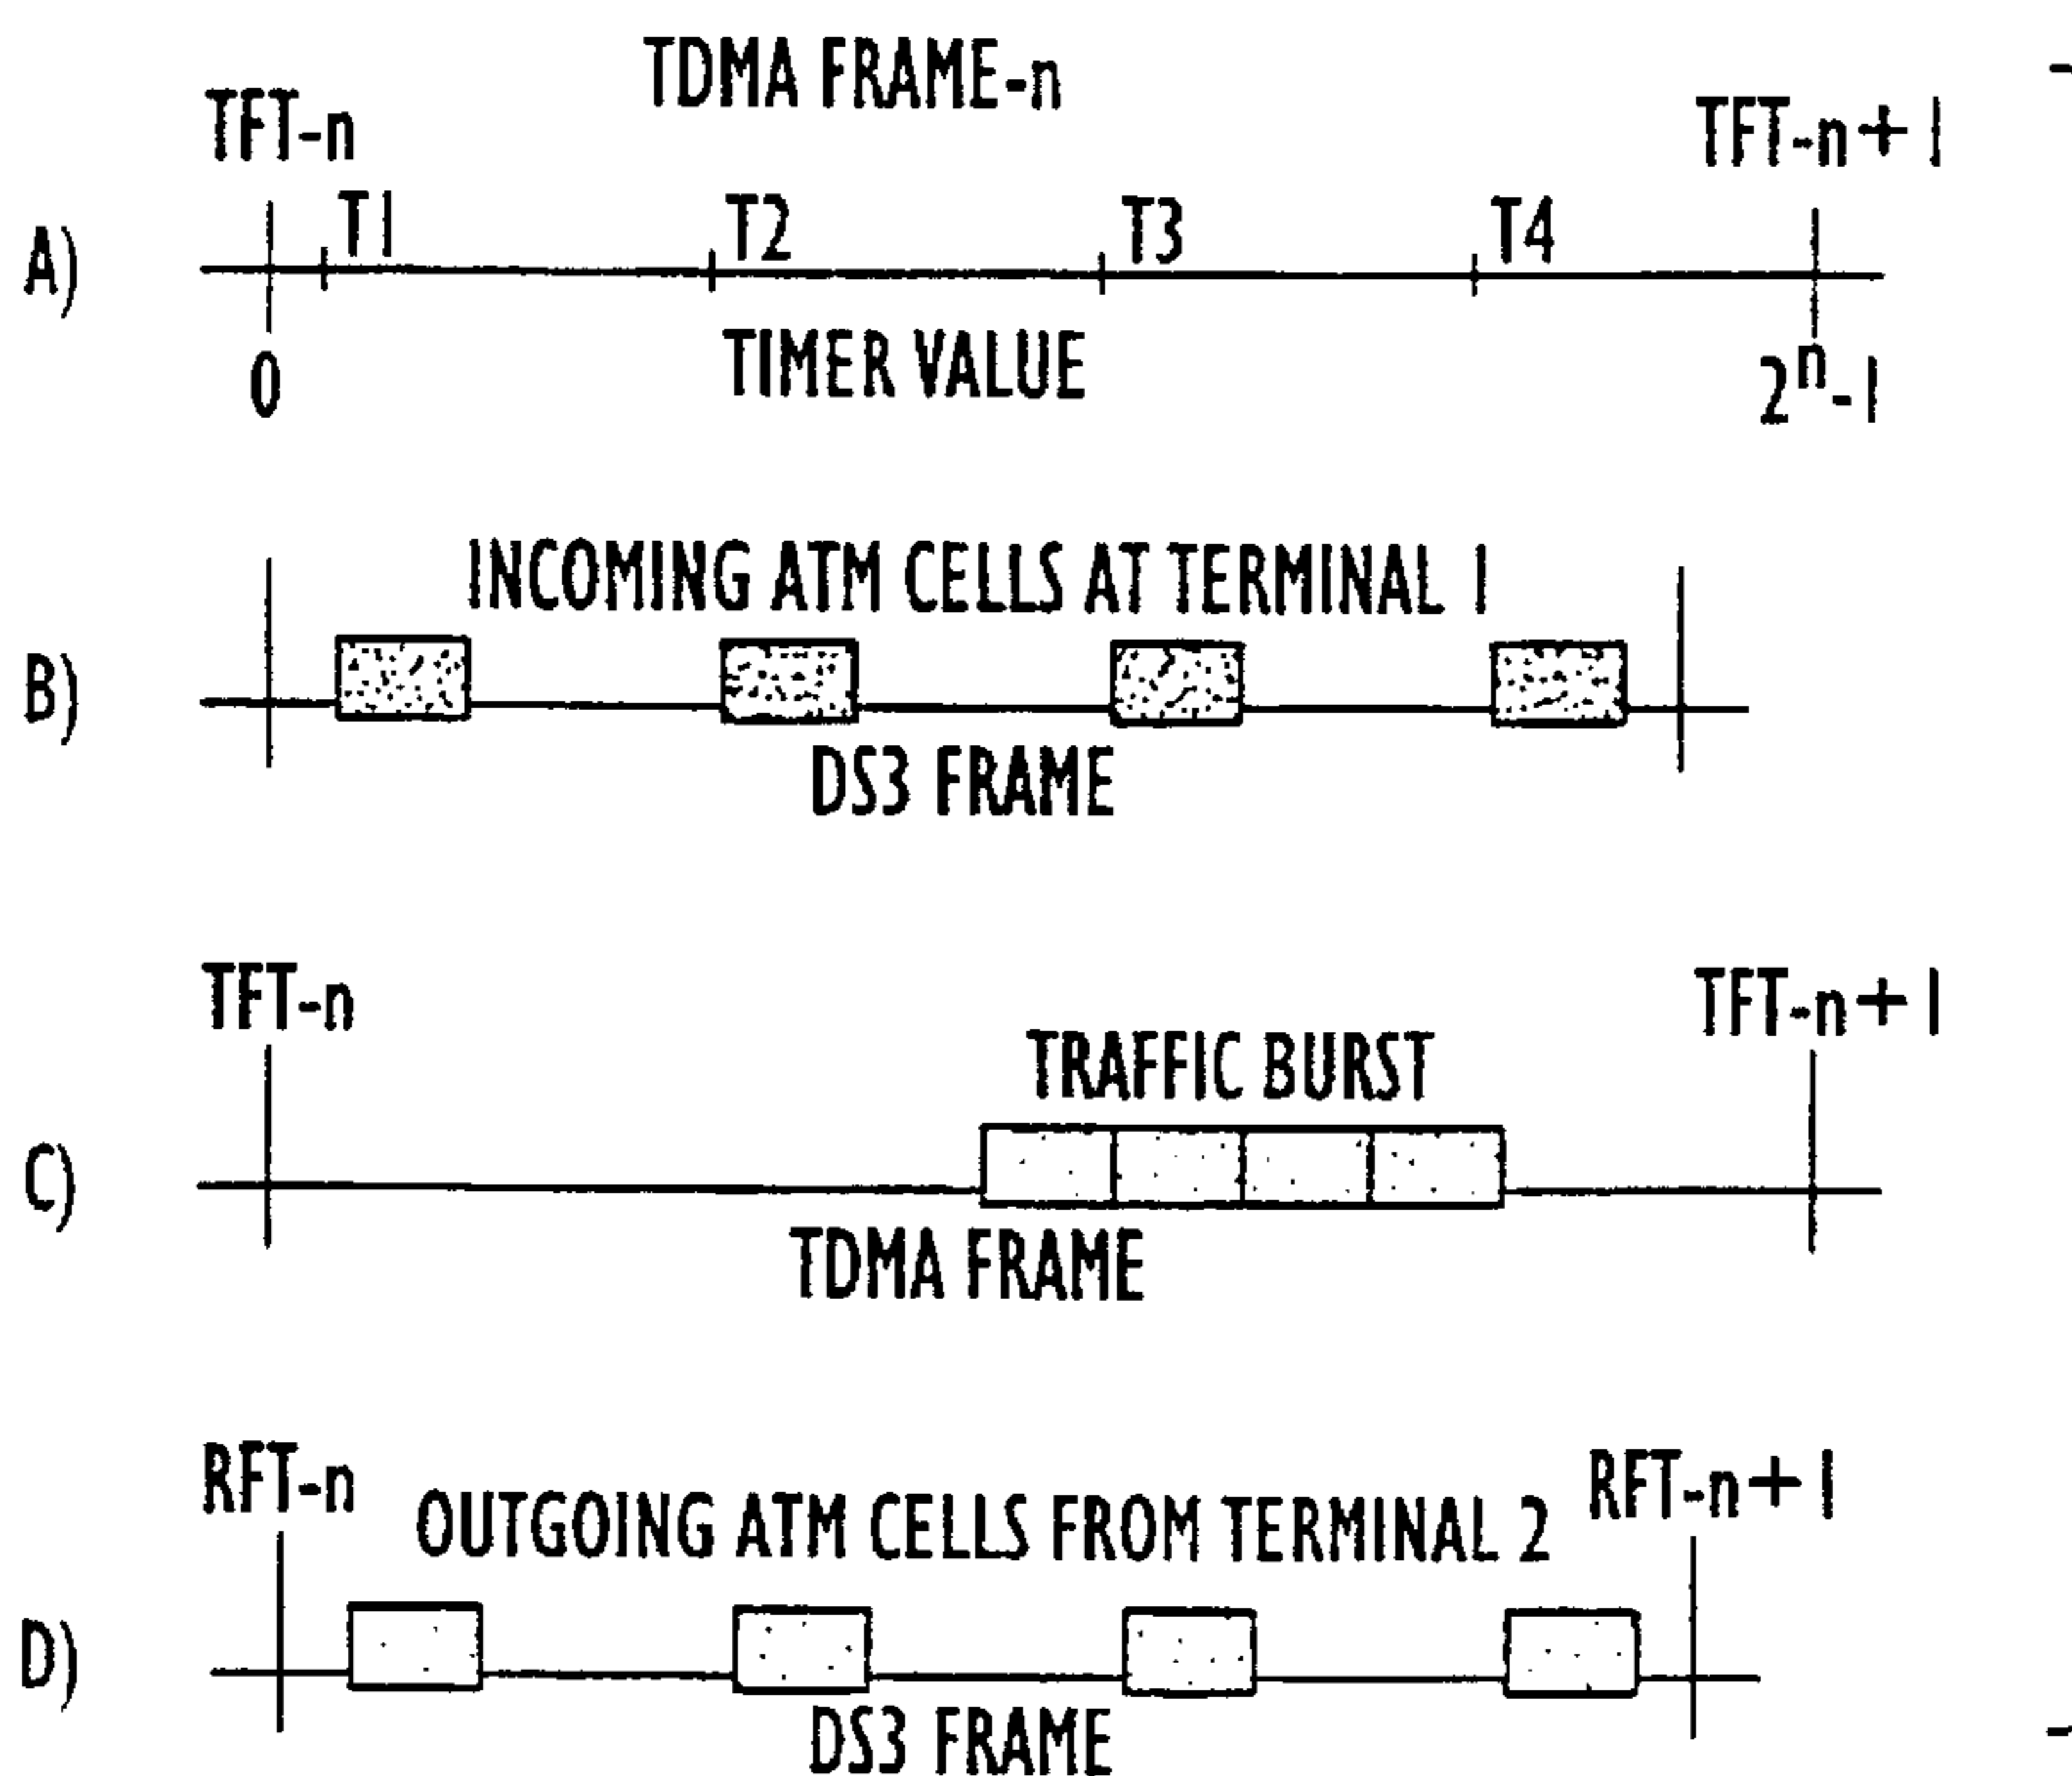 TDMA FRAME-n
TFT-n
TFT-n+1
A)
T1
T2
T3
T4
0
TIMER VALUE
2^n-1
INCOMING ATM CELLS AT TERMINAL 1
B)
DS3 FRAME
TFT-n
TFT-n+1
TRAFFIC BURST
C)
TDMA FRAME
RFT-n
RFT-n+1
OUTGOING ATM CELLS FROM TERMINAL 2
D)
DS3 FRAME